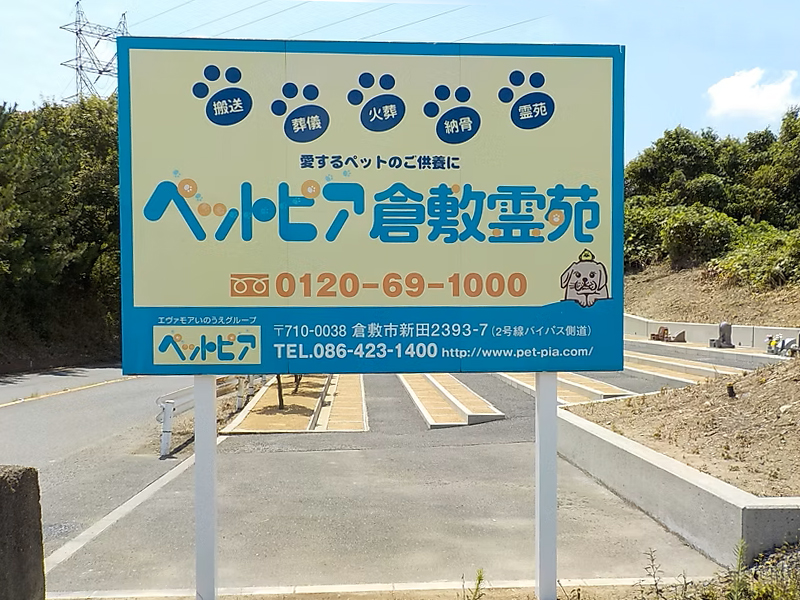 搬送 葬儀 火葬 納骨 霊苑
愛するペットのご供養に
ペットピア倉敷霊苑
0120-69-1000
エヴァモアいのうえグループ
ペットピア
〒710-0038 倉敷市新田2393-7(2号線バイパス側道)
TEL.086-423-1400 http://www.pet-pia.com/